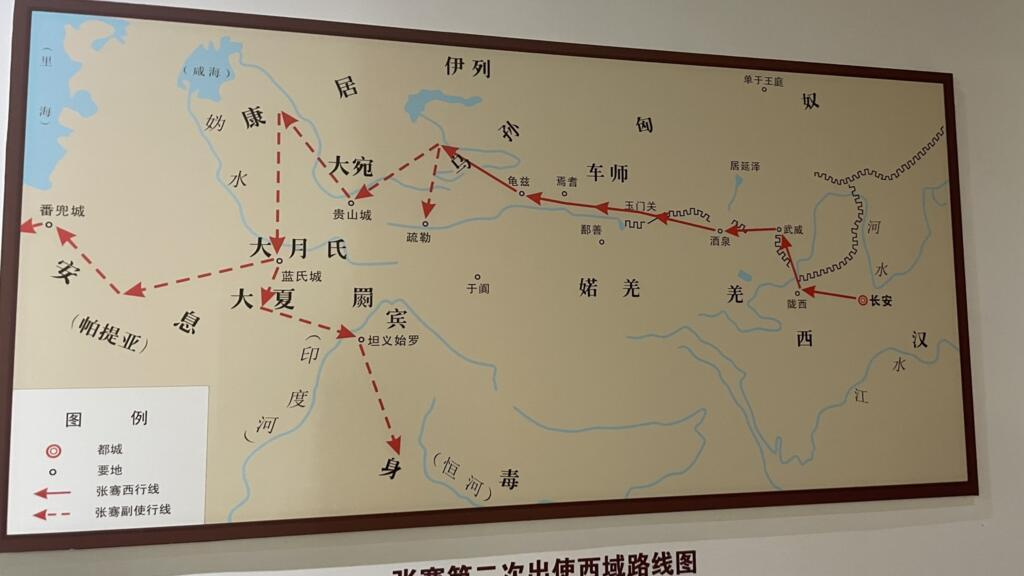 （里海）
（咸海）
伊列
单于王庭
奴
居
康
妫水
乌孙
匈
大宛
车师
居延泽
龟兹
焉耆
玉门关
贵山城
番兜城
疏勒
鄯善
酒泉
武威
河水
大月氏
蓝氏城
安息
（帕提亚）
大夏
罽宾
于阗
婼羌
羌
陇西
长安
坦义始罗
（印度河）
西汉
江水
身毒
（恒河）
图例
都城
要地
张骞西行线
张骞副使行线
张骞第二次出使西域路线图